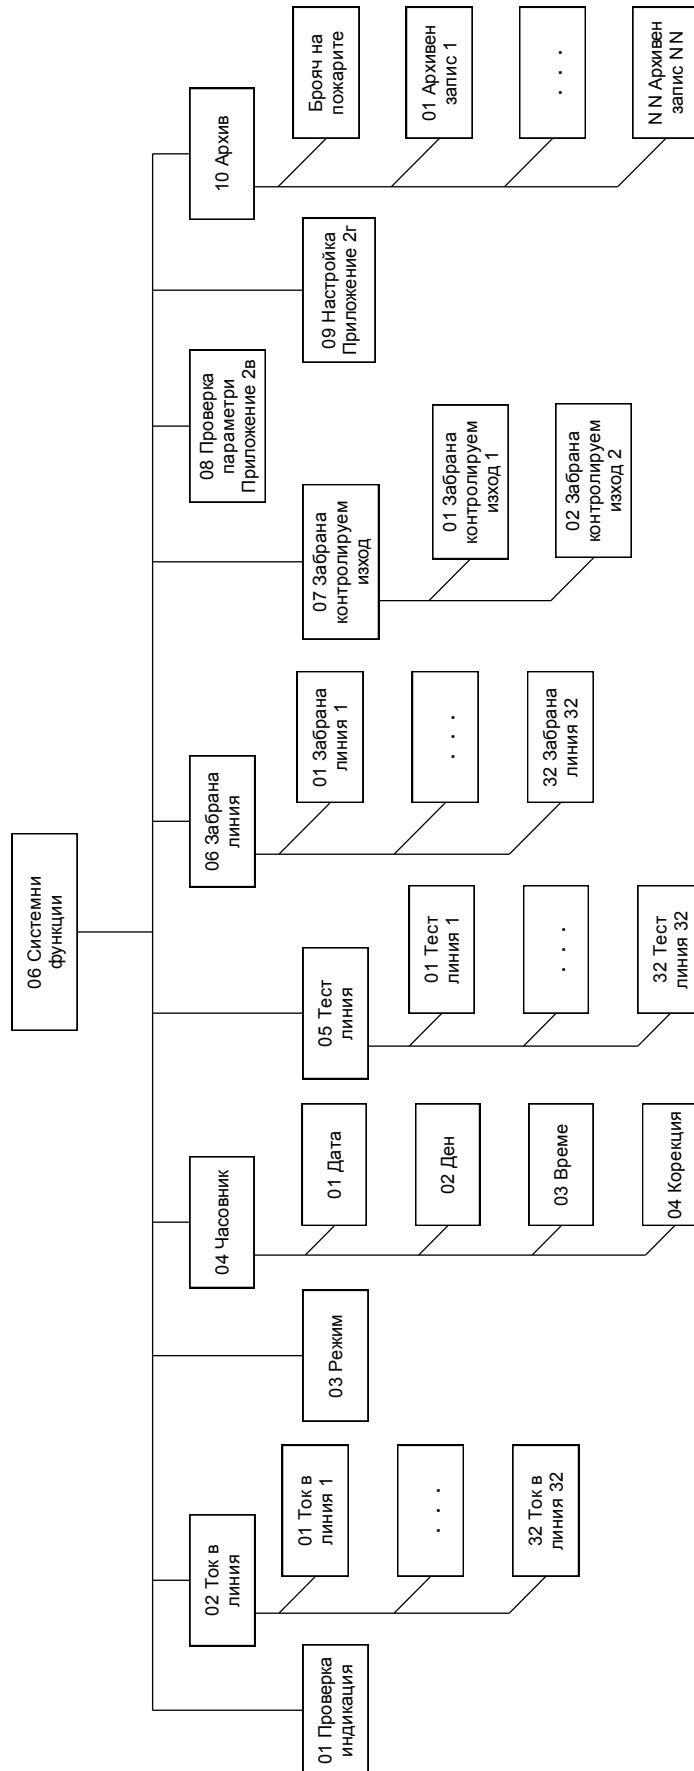 06 Системни
функции
01 Проверка
индикация
02 Ток в
линия
01 Ток в
линия 1
. . .
32 Ток в
линия 32
03 Режим
04 Часовник
01 Дата
02 Ден
03 Време
04 Корекция
05 Тест
линия
01 Тест
линия 1
. . .
32 Тест
линия 32
06 Забрана
линия
01 Забрана
линия 1
. . .
32 Забрана
линия 32
07 Забрана
контролируем
изход
01 Забрана
контролируем
изход 1
02 Забрана
контролируем
изход 2
08 Проверка
параметри
Приложение 2в
09 Настройка
Приложение 2г
10 Архив
Брояч на
пожарите
01 Архивен
запис 1
. . .
NN Архивен
запис NN